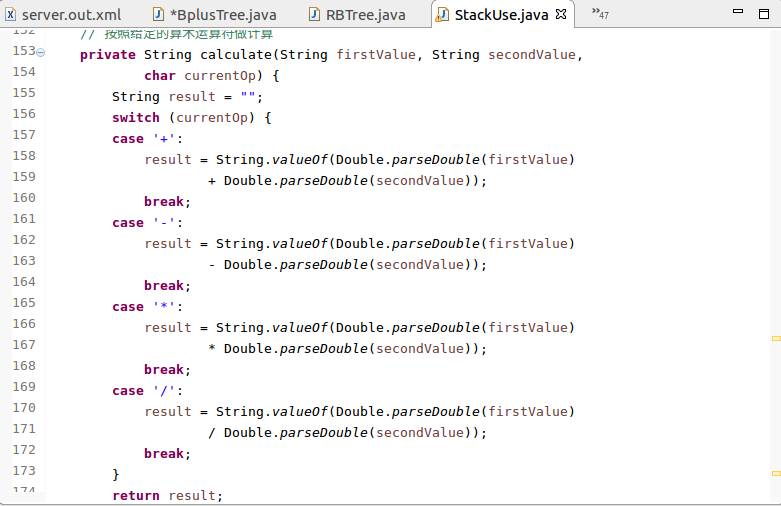 server.out.xml *BplusTree.java RBTree.java StackUse.java »47
152 // 按照给定的算术运算符做计算
153 private String calculate(String firstValue, String secondValue,
154 char currentOp) {
155 String result = "";
156 switch (currentOp) {
157 case '+':
158 result = String.valueOf(Double.parseDouble(firstValue)
159 + Double.parseDouble(secondValue));
160 break;
161 case '-':
162 result = String.valueOf(Double.parseDouble(firstValue)
163 - Double.parseDouble(secondValue));
164 break;
165 case '*':
166 result = String.valueOf(Double.parseDouble(firstValue)
167 * Double.parseDouble(secondValue));
168 break;
169 case '/':
170 result = String.valueOf(Double.parseDouble(firstValue)
171 / Double.parseDouble(secondValue));
172 break;
173 }
174 return result;